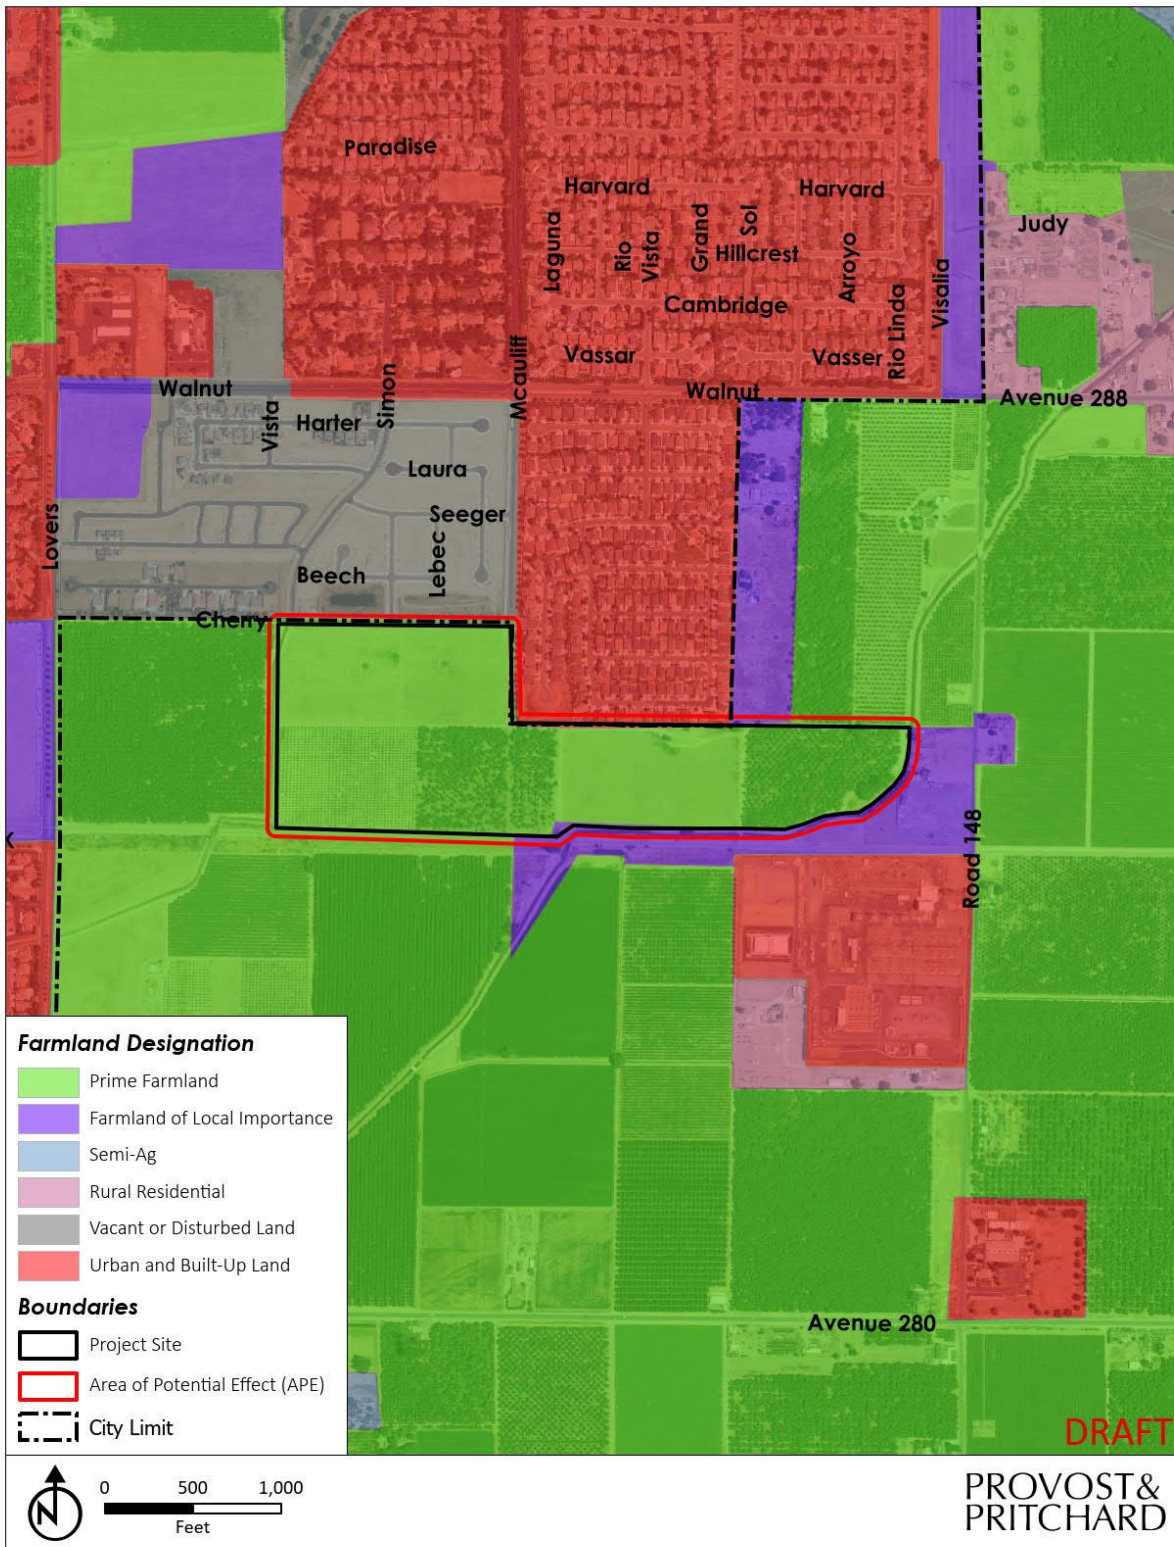 Paradise
Harvard
Harvard
Judy
Laguna
Rio
Vista
Grand
Sol
Hillcrest
Arroyo
Cambridge
Rio Linda
Visalia
Vassar
Vasser
Mcauliff
Walnut
Walnut
Avenue 288
Simon
Vista
Harter
Laura
Seeger
Lovers
Lebec
Beech
Cherry
Road 148
K
Avenue 280
Farmland Designation
Prime Farmland
Farmland of Local Importance
Semi-Ag
Rural Residential
Vacant or Disturbed Land
Urban and Built-Up Land
Boundaries
Project Site
Area of Potential Effect (APE)
City Limit
DRAFT
N
0 500 1,000
Feet
PROVOST&
PRITCHARD